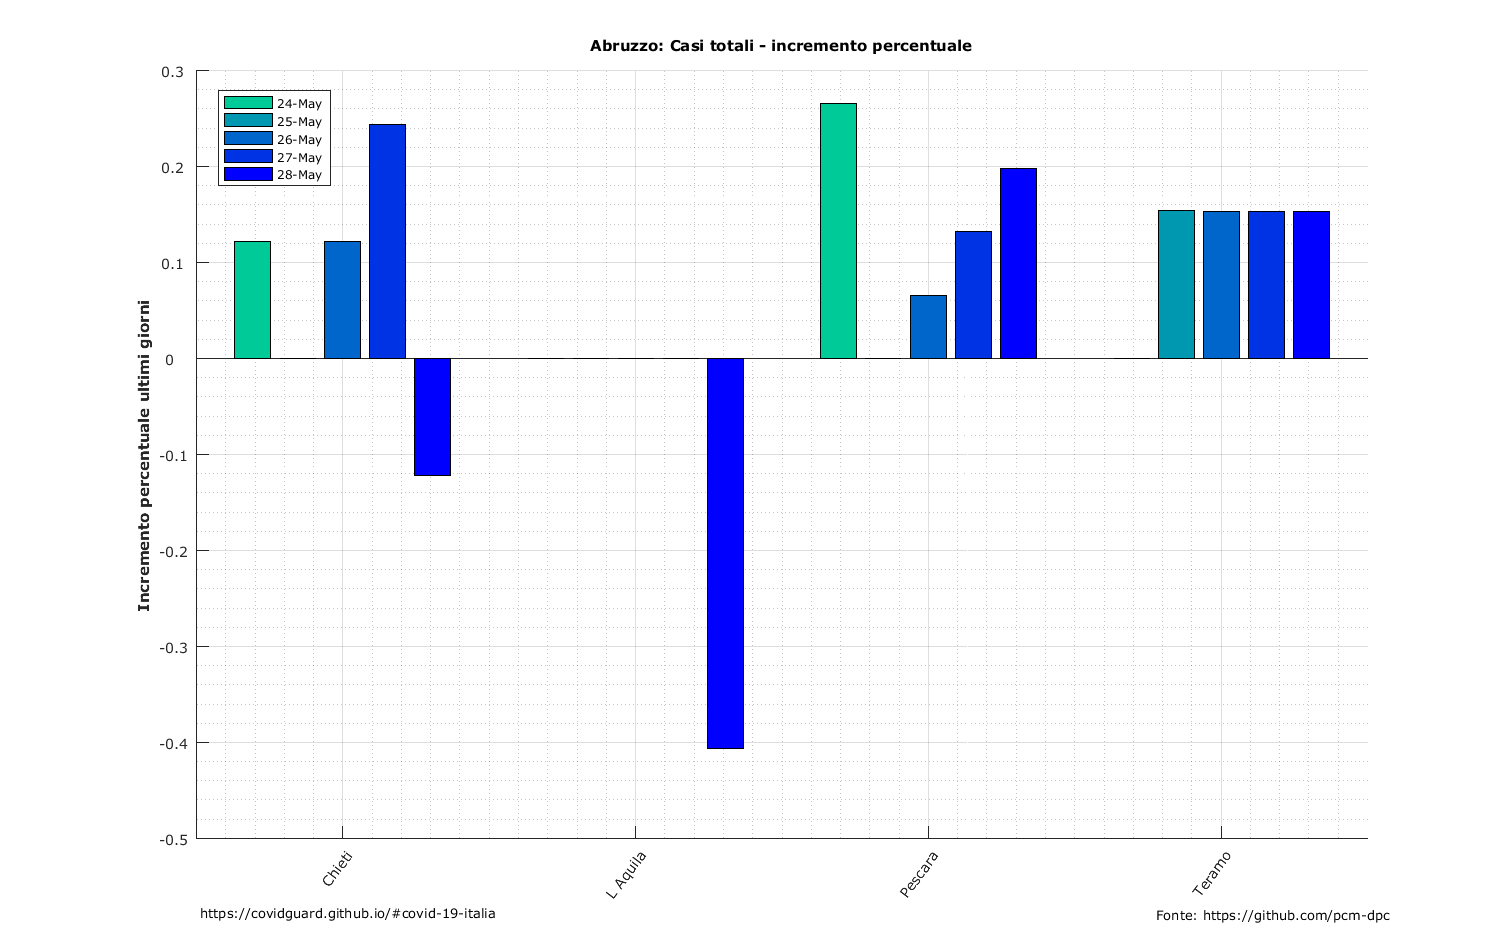 Abruzzo: Casi totali - incremento percentuale
Incremento percentuale ultimi giorni
0.3
0.2
0.1
0
-0.1
-0.2
-0.3
-0.4
-0.5
24-May
25-May
26-May
27-May
28-May
Chieti
L Aquila
Pescara
Teramo
https://covidguard.github.io/#covid-19-italia
Fonte: https://github.com/pcm-dpc